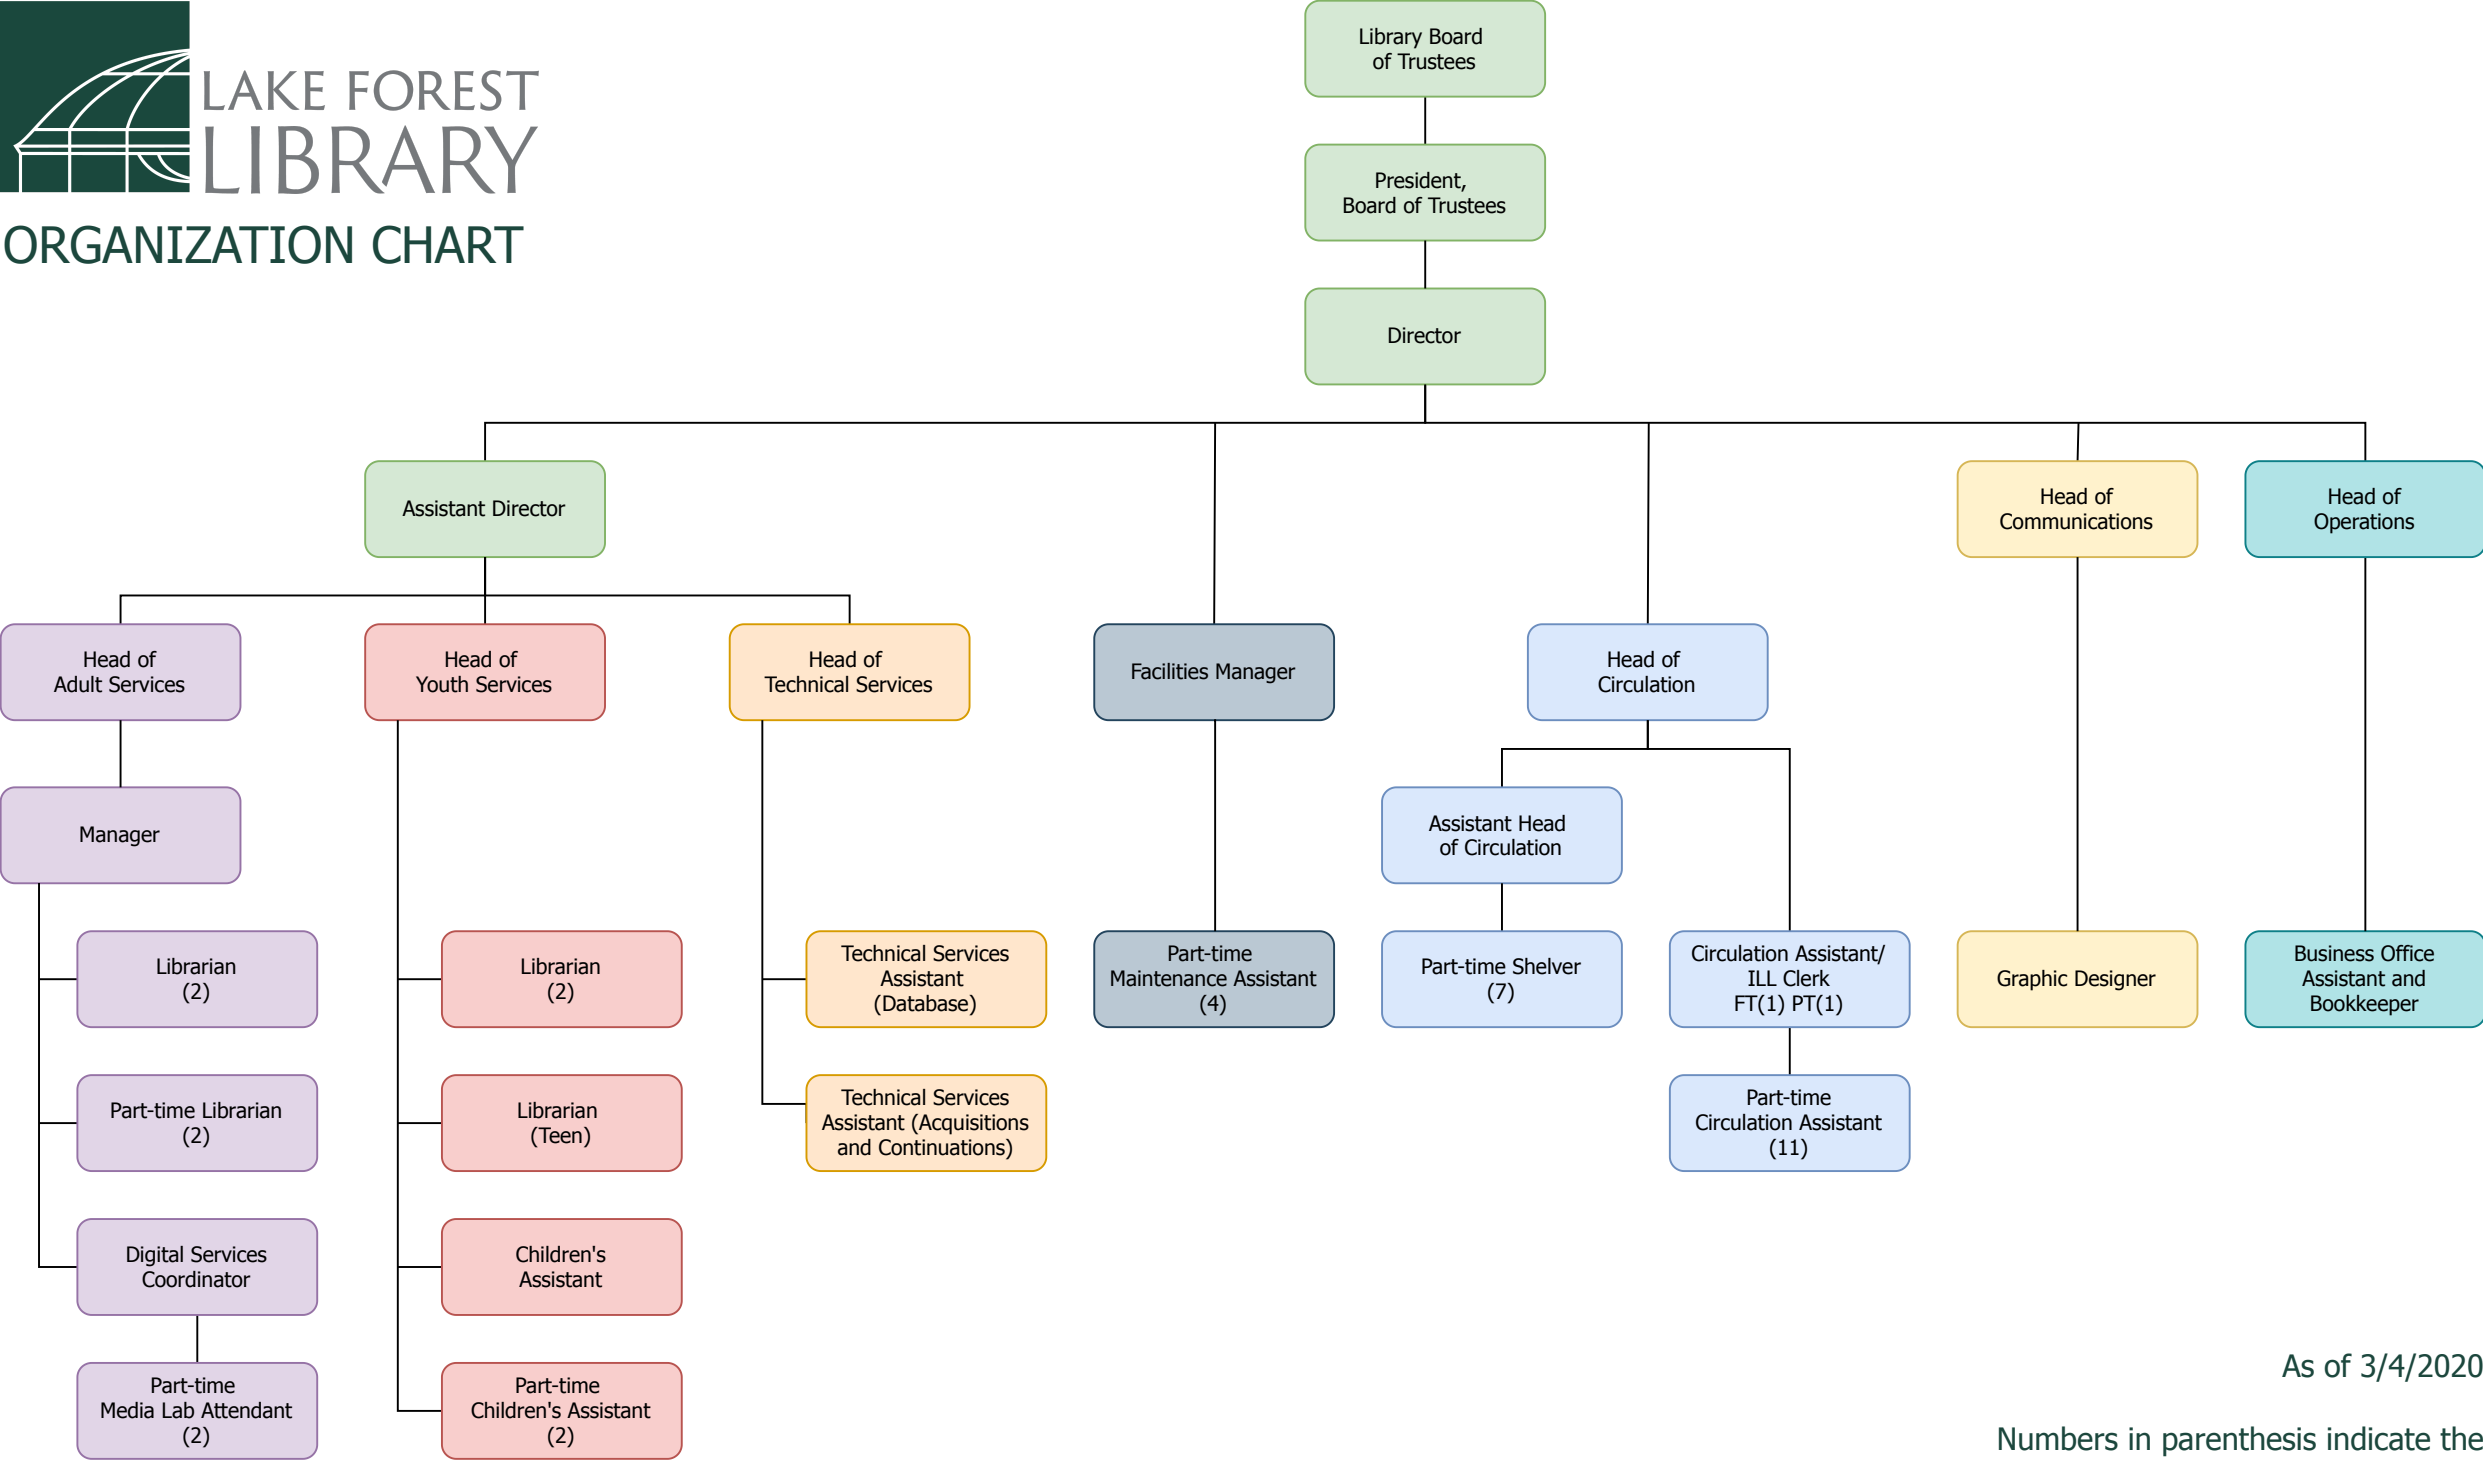 LAKE FOREST
LIBRARY
ORGANIZATION CHART
Library Board
of Trustees
President,
Board of Trustees
Director
Assistant Director
Head of
Communications
Head of
Operations
Head of
Adult Services
Head of
Youth Services
Head of
Technical Services
Facilities Manager
Head of
Circulation
Manager
Assistant Head
of Circulation
Librarian
(2)
Librarian
(2)
Technical Services
Assistant
(Database)
Part-time
Maintenance Assistant
(4)
Part-time Shelver
(7)
Circulation Assistant/
ILL Clerk
FT(1) PT(1)
Graphic Designer
Business Office
Assistant and
Bookkeeper
Part-time Librarian
(2)
Librarian
(Teen)
Technical Services
Assistant (Acquisitions
and Continuations)
Part-time
Circulation Assistant
(11)
Digital Services
Coordinator
Children's
Assistant
Part-time
Media Lab Attendant
(2)
Part-time
Children's Assistant
(2)
As of 3/4/2020
Numbers in parenthesis indicate the